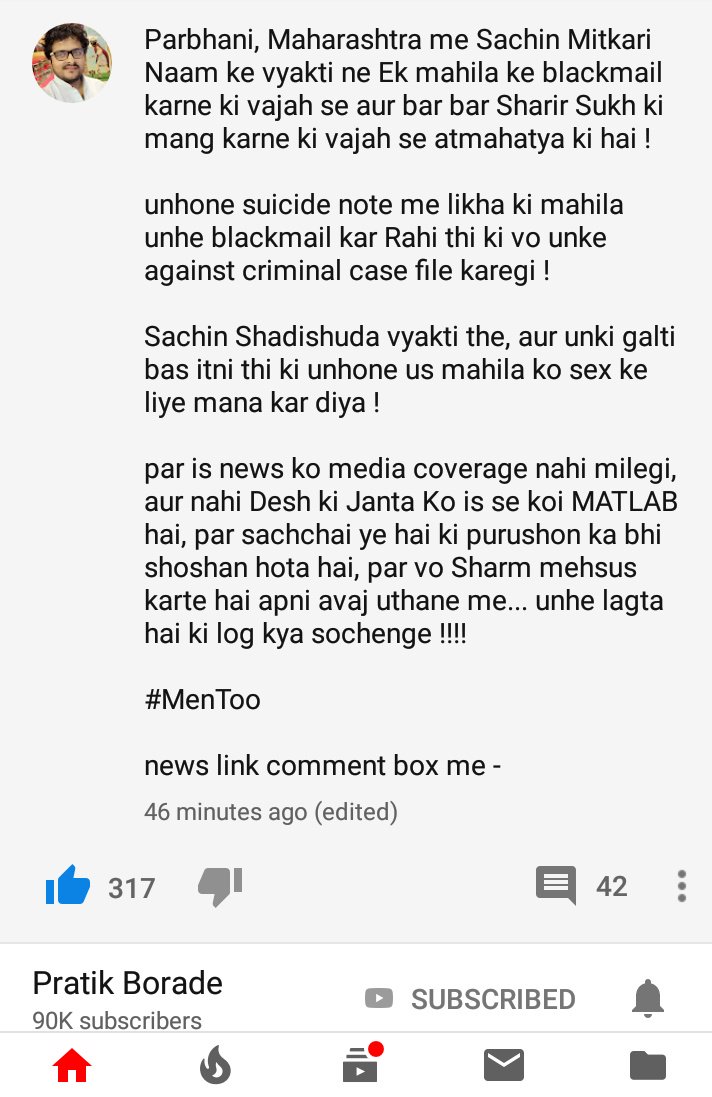 Parbhani, Maharashtra me Sachin Mitkari
Naam ke vyakti ne Ek mahila ke blackmail
karne ki vajah se aur bar bar Sharir Sukh ki
mang karne ki vajah se atmahatya ki hai !
unhone suicide note me likha ki mahila
unhe blackmail kar Rahi thi ki vo unke
against criminal case file karegi !
Sachin Shadishuda vyakti the, aur unki galti
bas itni thi ki unhone us mahila ko sex ke
liye mana kar diya !
par is news ko media coverage nahi milegi,
aur nahi Desh ki Janta Ko is se koi MATLAB
hai, par sachchai ye hai ki purushon ka bhi
shoshan hota hai, par vo Sharm mehsus
karte hai apni avaj uthane me... unhe lagta
hai ki log kya sochenge !!!!
#MenToo
news link comment box me -
46 minutes ago (edited)
317
42
Pratik Borade
SUBSCRIBED
90K subscribers